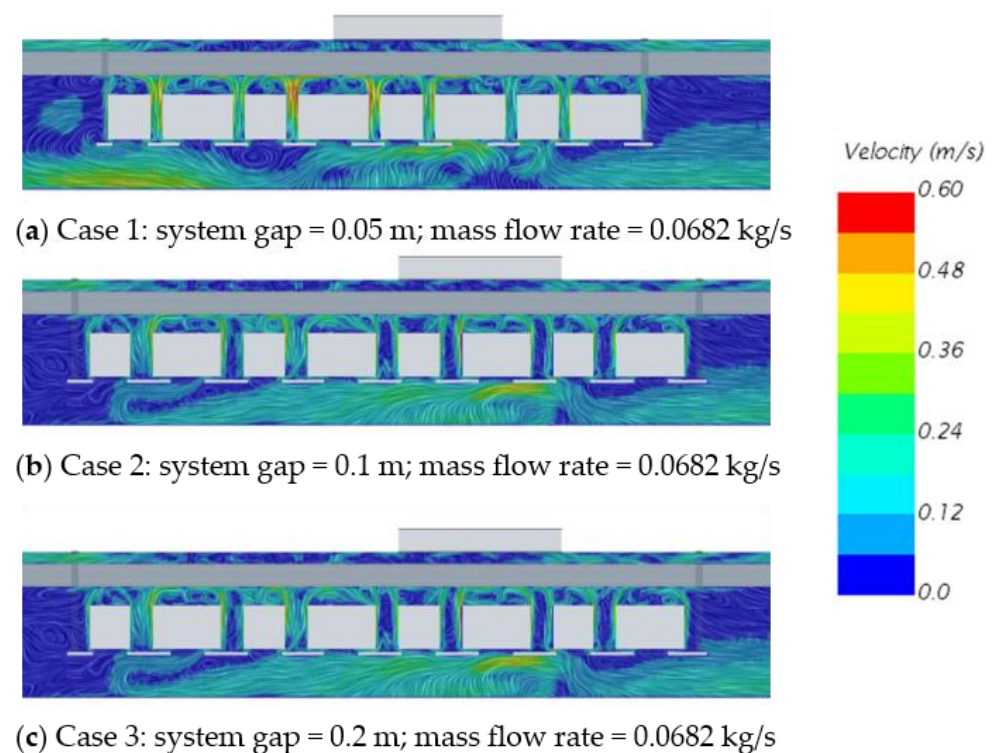 (a) Case 1: system gap = 0.05 m; mass flow rate = 0.0682 kg/s
(b) Case 2: system gap = 0.1 m; mass flow rate = 0.0682 kg/s
(c) Case 3: system gap = 0.2 m; mass flow rate = 0.0682 kg/s
Velocity (m/s)
0.60
0.48
0.36
0.24
0.12
0.0